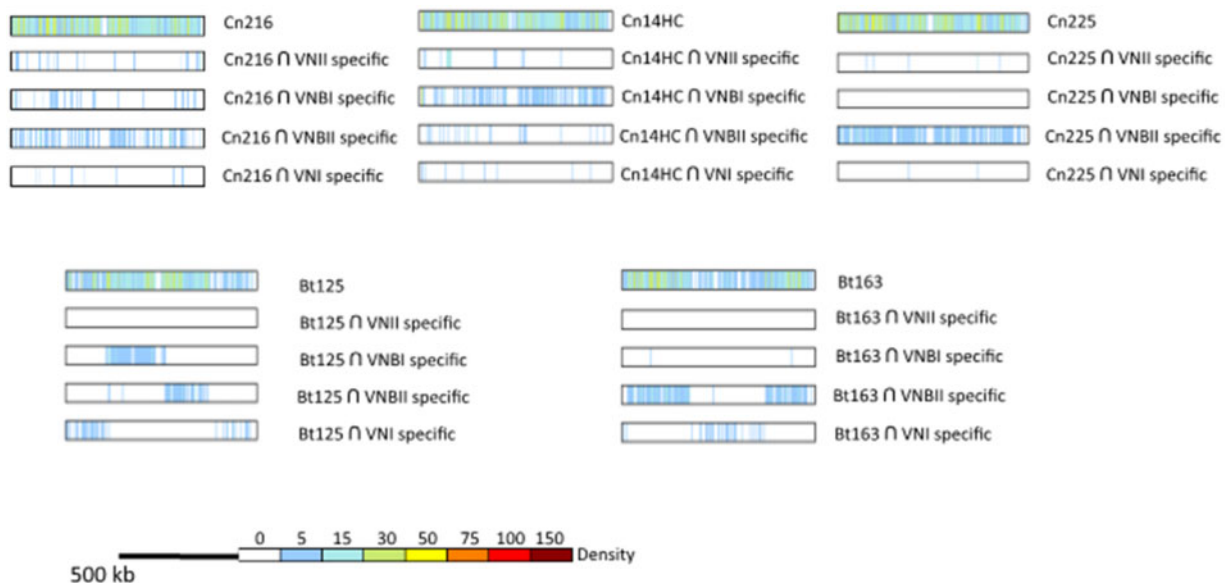 Cn216
Cn216 ∩ VNII specific
Cn216 ∩ VNBI specific
Cn216 ∩ VNBII specific
Cn216 ∩ VNI specific
Cn14HC
Cn14HC ∩ VNII specific
Cn14HC ∩ VNBI specific
Cn14HC ∩ VNBII specific
Cn14HC ∩ VNI specific
Cn225
Cn225 ∩ VNII specific
Cn225 ∩ VNBI specific
Cn225 ∩ VNBII specific
Cn225 ∩ VNI specific
Bt125
Bt125 ∩ VNII specific
Bt125 ∩ VNBI specific
Bt125 ∩ VNBII specific
Bt125 ∩ VNI specific
Bt163
Bt163 ∩ VNII specific
Bt163 ∩ VNBI specific
Bt163 ∩ VNBII specific
Bt163 ∩ VNI specific
0 5 15 30 50 75 100 150
Density
500 kb